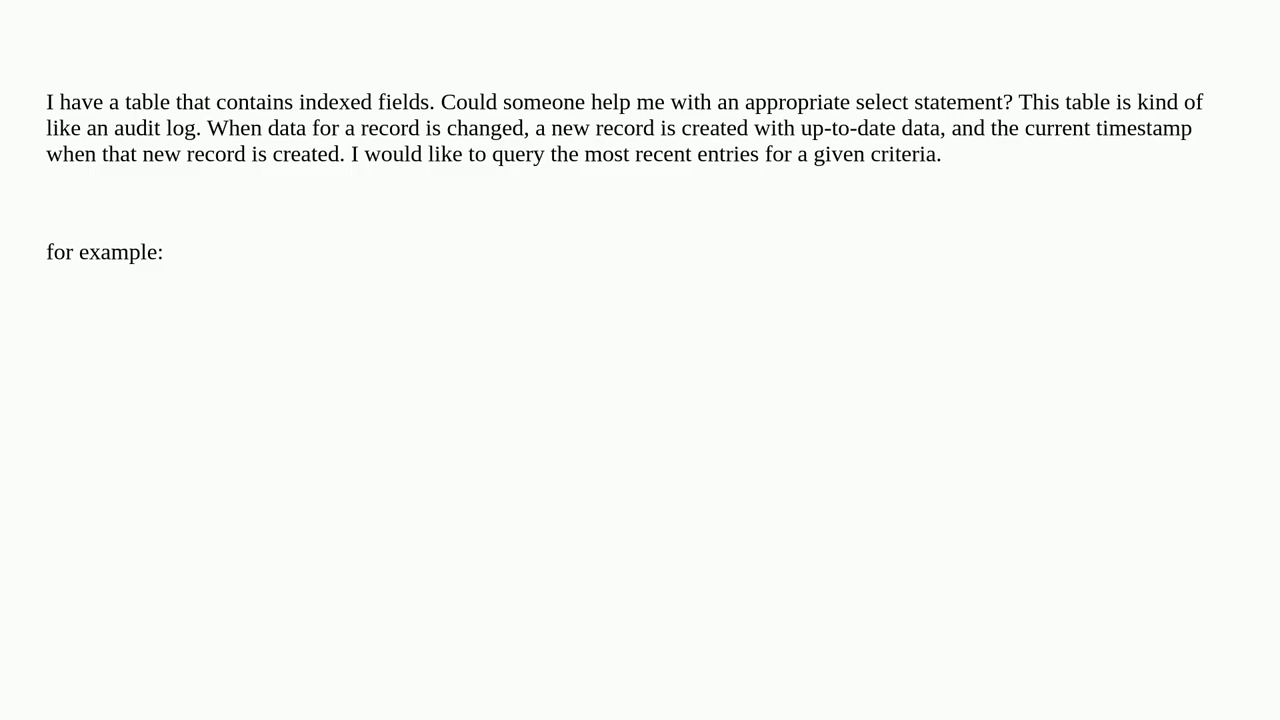 I have a table that contains indexed fields. Could someone help me with an appropriate select statement? This table is kind of
like an audit log. When data for a record is changed, a new record is created with up-to-date data, and the current timestamp
when that new record is created. I would like to query the most recent entries for a given criteria.
for example: